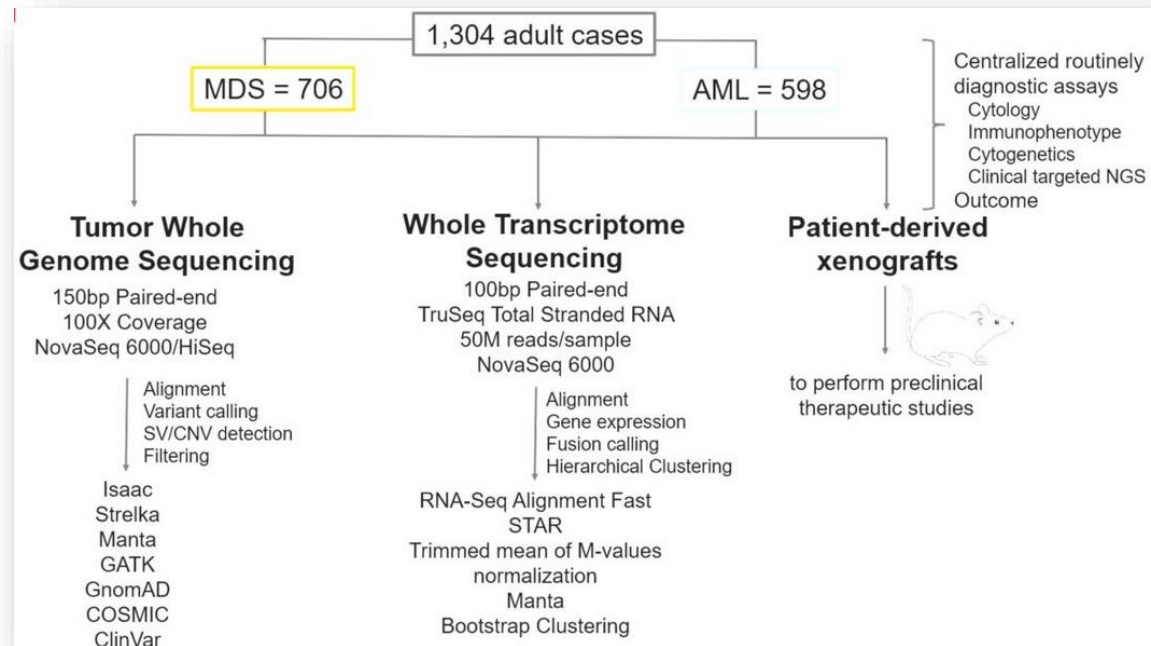 1,304 adult cases
MDS = 706
AML = 598
Centralized routinely
diagnostic assays
Cytology
Immunophenotype
Cytogenetics
Clinical targeted NGS
Outcome
Tumor Whole
Genome Sequencing
150bp Paired-end
100X Coverage
NovaSeq 6000/HiSeq
Alignment
Variant calling
SV/CNV detection
Filtering
Isaac
Strelka
Manta
GATK
GnomAD
COSMIC
ClinVar
Whole Transcriptome
Sequencing
100bp Paired-end
TruSeq Total Stranded RNA
50M reads/sample
NovaSeq 6000
Alignment
Gene expression
Fusion calling
Hierarchical Clustering
RNA-Seq Alignment Fast
STAR
Trimmed mean of M-values
normalization
Manta
Bootstrap Clustering
Patient-derived
xenografts
to perform preclinical
therapeutic studies